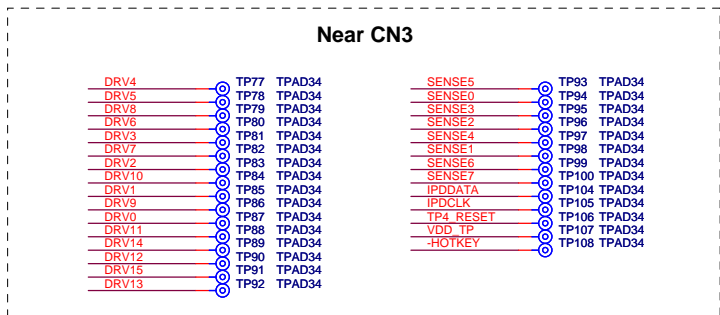 Near CN3
DRV4 TP77 TPAD34
DRV5 TP78 TPAD34
DRV8 TP79 TPAD34
DRV6 TP80 TPAD34
DRV3 TP81 TPAD34
DRV7 TP82 TPAD34
DRV2 TP83 TPAD34
DRV10 TP84 TPAD34
DRV1 TP85 TPAD34
DRV9 TP86 TPAD34
DRV0 TP87 TPAD34
DRV11 TP88 TPAD34
DRV14 TP89 TPAD34
DRV12 TP90 TPAD34
DRV15 TP91 TPAD34
DRV13 TP92 TPAD34
SENSE5 TP93 TPAD34
SENSE0 TP94 TPAD34
SENSE3 TP95 TPAD34
SENSE2 TP96 TPAD34
SENSE4 TP97 TPAD34
SENSE1 TP98 TPAD34
SENSE6 TP99 TPAD34
SENSE7 TP100 TPAD34
IPDDATA TP104 TPAD34
IPDCLK TP105 TPAD34
TP4_RESET TP106 TPAD34
VDD_TP TP107 TPAD34
-HOTKEY TP108 TPAD34